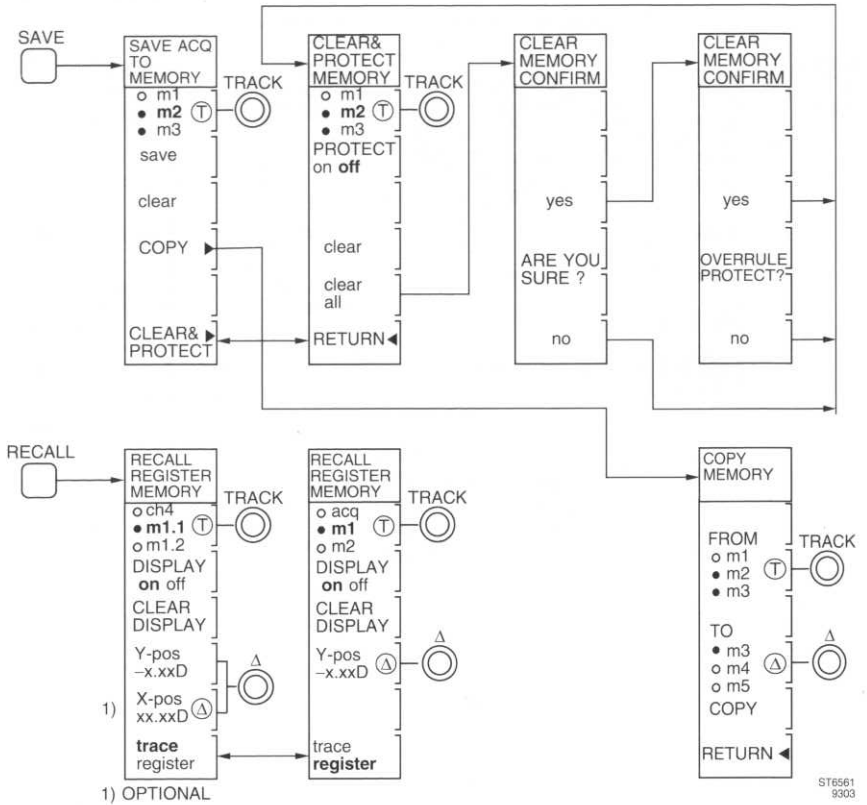 SAVE
SAVE ACQ
TO
MEMORY
TRACK
m1
m2 T
m3
save
clear
COPY
CLEAR&
PROTECT
CLEAR&
PROTECT
MEMORY
TRACK
m1
m2 T
m3
PROTECT
on off
clear
clear
all
RETURN
CLEAR
MEMORY
CONFIRM
yes
ARE YOU
SURE ?
no
CLEAR
MEMORY
CONFIRM
yes
OVERRULE
PROTECT?
no
RECALL
RECALL
REGISTER
MEMORY
TRACK
ch4
m1.1 T
m1.2
DISPLAY
on off
CLEAR
DISPLAY
Y-pos
-x.xxD
Δ
X-pos
1) xx.xxD Δ
trace
register
1) OPTIONAL
RECALL
REGISTER
MEMORY
TRACK
acq
m1 T
m2
DISPLAY
on off
CLEAR
DISPLAY
Δ
Y-pos
-x.xxD Δ
trace
register
COPY
MEMORY
FROM
TRACK
m1
m2 T
m3
TO
Δ
m3
m4 Δ
m5
COPY
RETURN
ST6561
9303